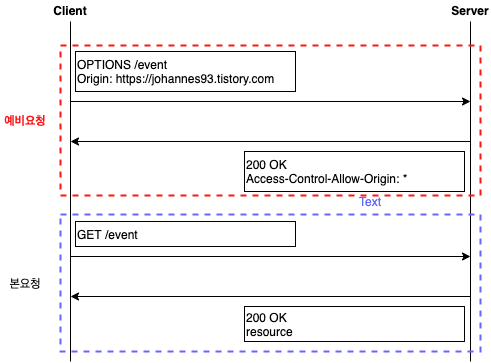 Client
Server
OPTIONS /event
Origin: https://johannes93.tistory.com
예비요청
200 OK
Access-Control-Allow-Origin: *
Text
GET /event
본요청
200 OK
resource